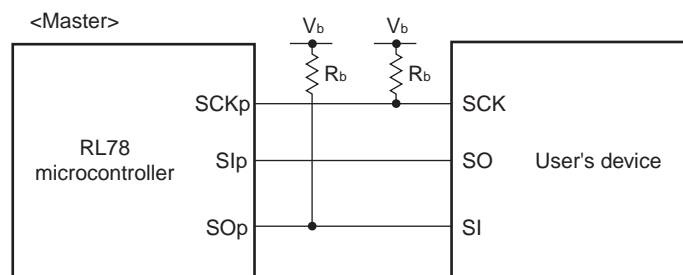 <Master>
Vb
Vb
Rb
Rb
SCKp
SCK
RL78
microcontroller
SIp
SO
User's device
SOp
SI